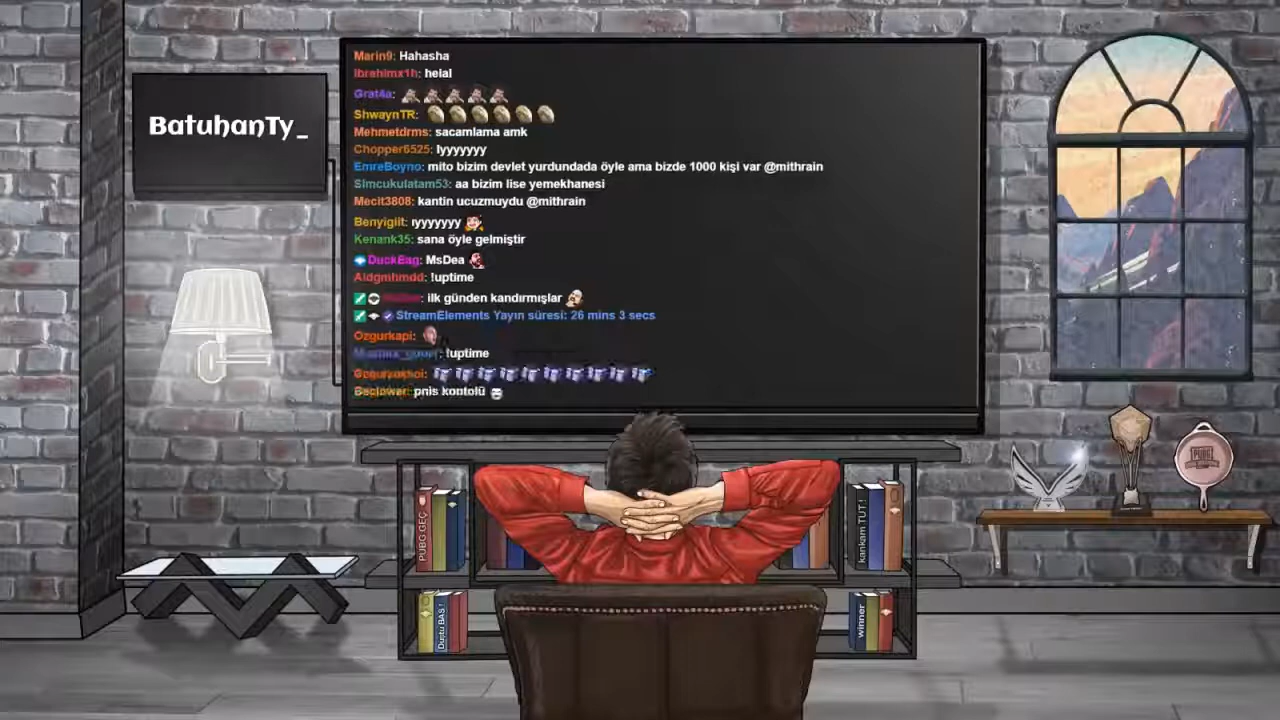 BatuhanTy_
Marin9: Hahasha
Ibrahimx1h: helal
Grat4a:
ShwaynTR:
Mehmetdrms: sacamlama amk
Chopper6525: Iyyyyyyy
EmreBoyno: mito bizim devlet yurdundada öyle ama bizde 1000 kişi var @mithrain
Simcukulatam53: aa bizim lise yemekhanesi
Mecit3808: kantin ucuzmuydu @mithrain
Benyigiit: ıyyyyyyy
Kenank35: sana öyle gelmiştir
DuckEag: MsDea
Aldgmhmdd: !uptime
: ilk günden kandırmışlar
StreamElements Yayın süresi: 26 mins 3 secs
Ozgurkapi:
: !uptime
: pnis kontolü
PUBG GEÇ
kankam TUT!
Dustu BAS !
winner
PUBG